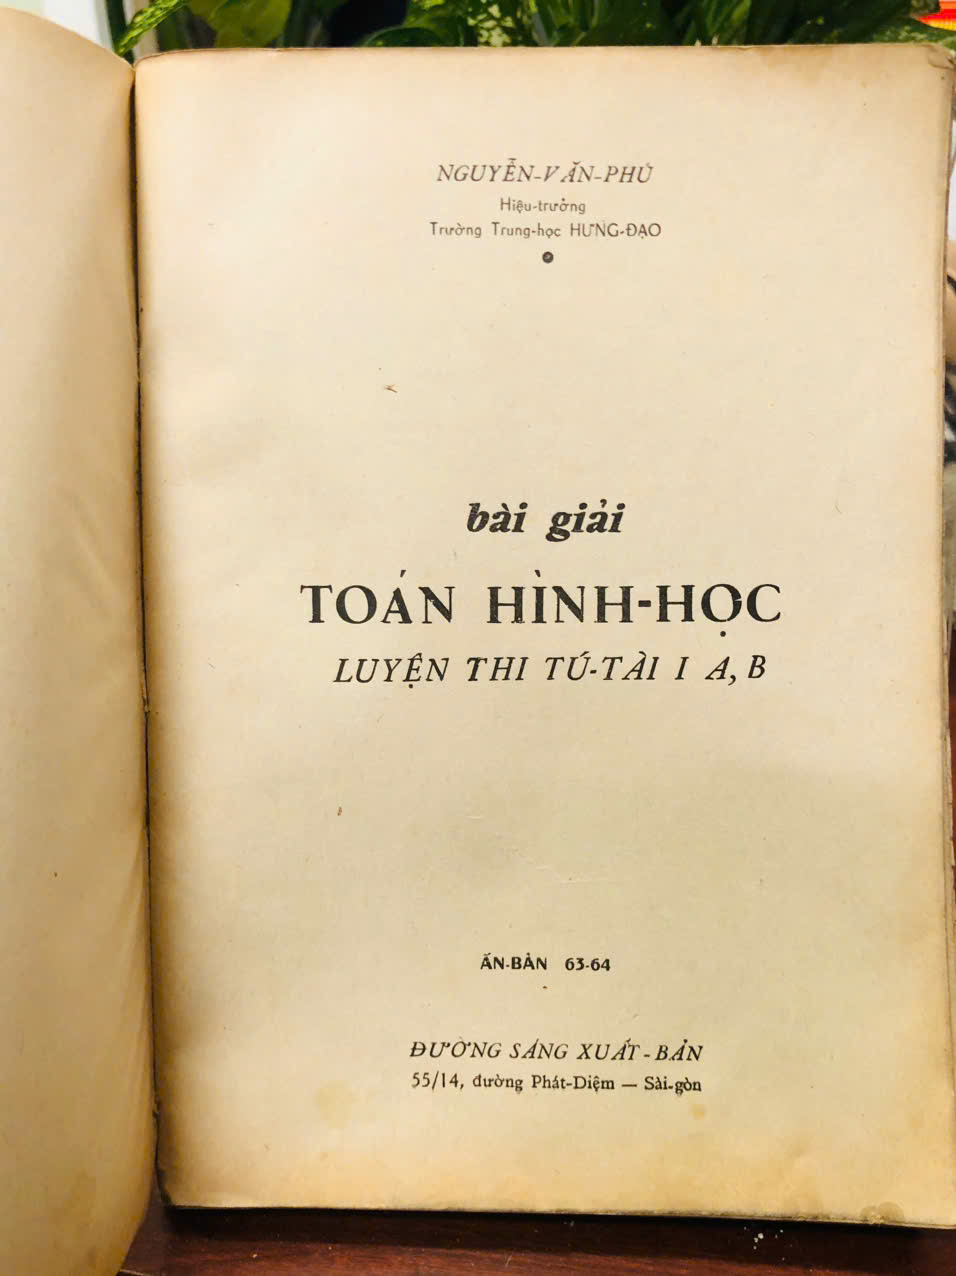 NGUYỄN-VĂN-PHÚ
Hiệu-trưởng
Trường Trung-học HƯNG-ĐẠO
bài giải
TOÁN HÌNH-HỌC
LUYỆN THI TÚ-TÀI I A, B
ẤN-BẢN 63-64
ĐƯỜNG SÁNG XUẤT-BẢN
55/14, đường Phát-Diệm — Sài-gòn